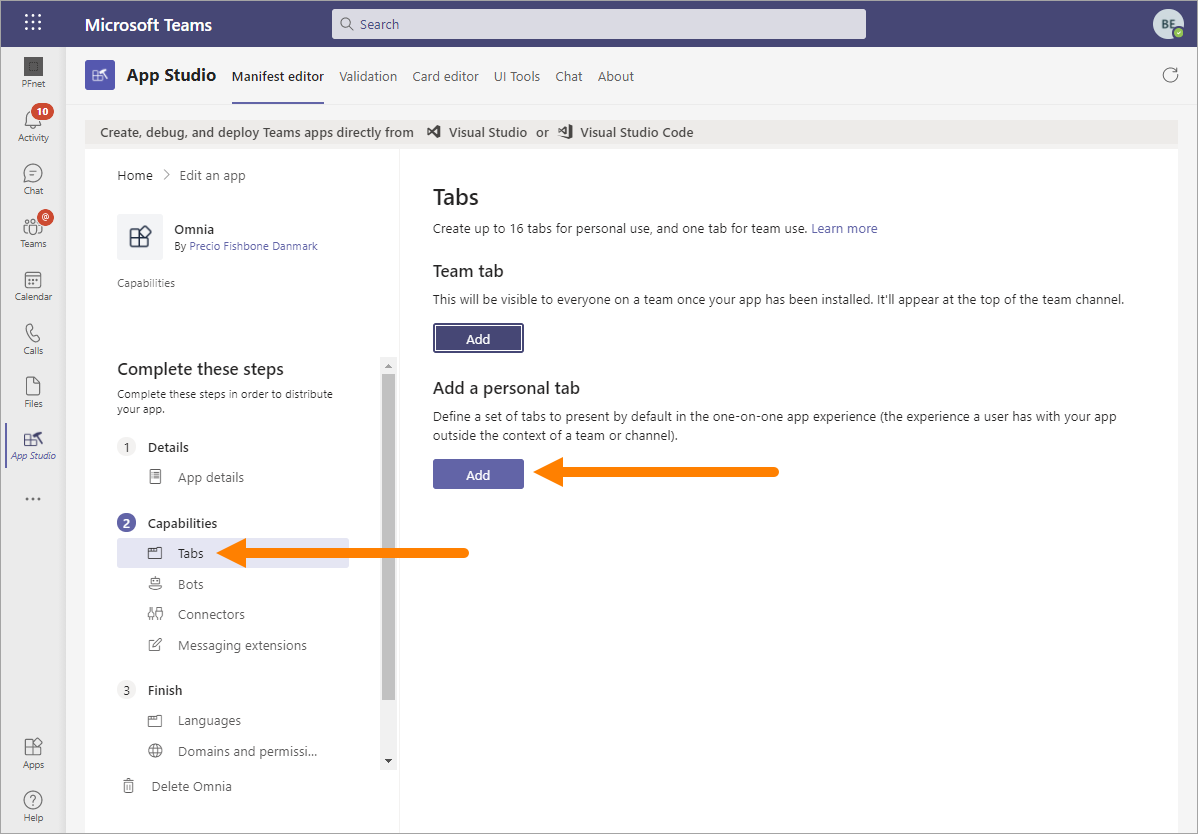 Microsoft Teams
Search
BE
PFnet
10
Activity
Chat
@
Teams
Calendar
Calls
Files
App Studio
Apps
Help
App Studio
Manifest editor
Validation
Card editor
UI Tools
Chat
About
Create, debug, and deploy Teams apps directly from Visual Studio or Visual Studio Code
Home > Edit an app
Omnia
By Precio Fishbone Danmark
Capabilities
Complete these steps
Complete these steps in order to distribute
your app.
1 Details
App details
2 Capabilities
Tabs
Bots
Connectors
Messaging extensions
3 Finish
Languages
Domains and permissi...
Delete Omnia
Tabs
Create up to 16 tabs for personal use, and one tab for team use. Learn more
Team tab
This will be visible to everyone on a team once your app has been installed. It'll appear at the top of the team channel.
Add
Add a personal tab
Define a set of tabs to present by default in the one-on-one app experience (the experience a user has with your app
outside the context of a team or channel).
Add